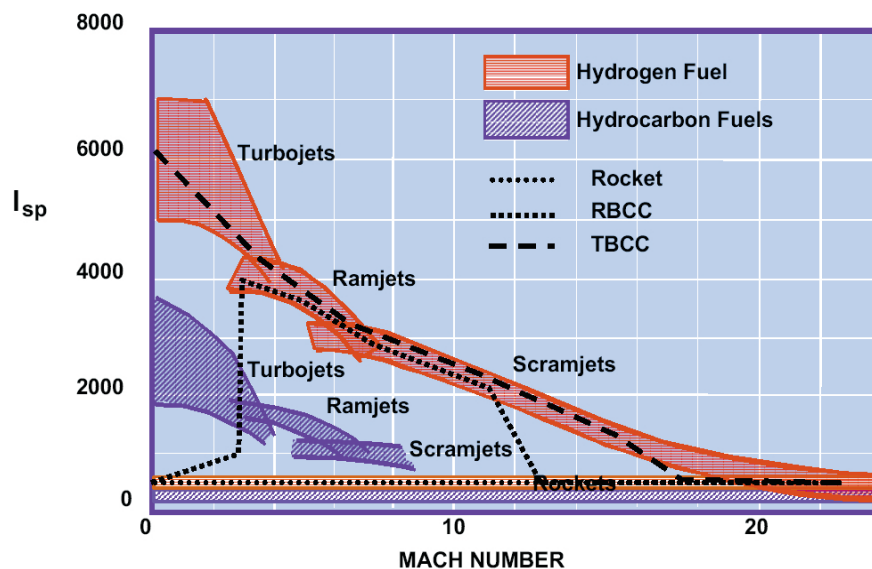 8000
Hydrogen Fuel
Hydrocarbon Fuels
6000
Turbojets
Rocket
RBCC
TBCC
Isp
4000
Ramjets
Turbojets
Scramjets
2000
Ramjets
Scramjets
Rockets
0
0
10
20
MACH NUMBER